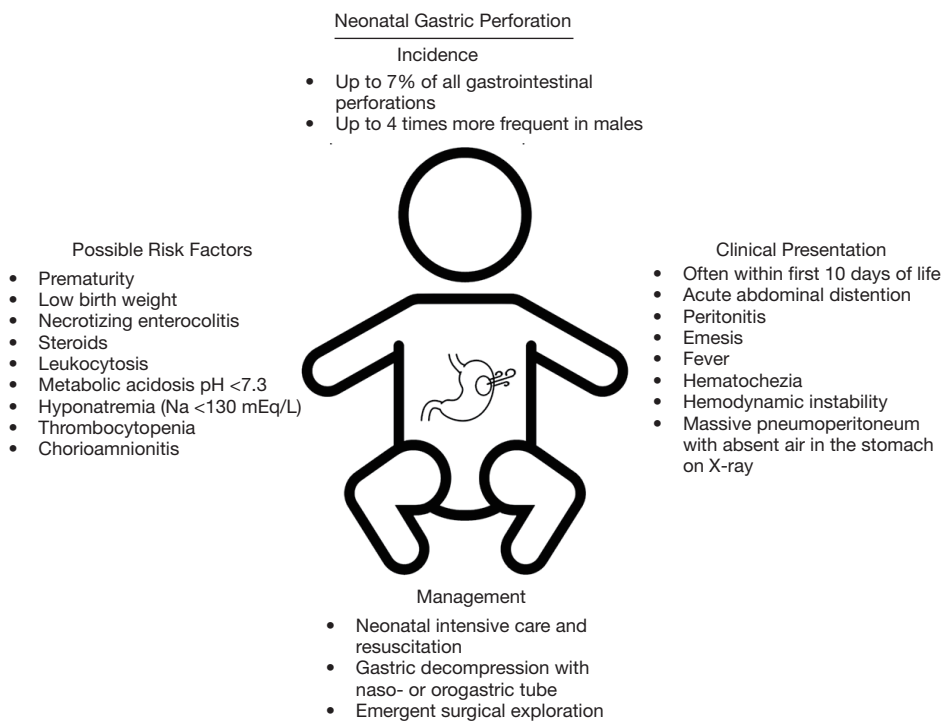 Neonatal Gastric Perforation
Incidence
• Up to 7% of all gastrointestinal
perforations
• Up to 4 times more frequent in males
Possible Risk Factors
• Prematurity
• Low birth weight
• Necrotizing enterocolitis
• Steroids
• Leukocytosis
• Metabolic acidosis pH <7.3
• Hyponatremia (Na <130 mEq/L)
• Thrombocytopenia
• Chorioamnionitis
Clinical Presentation
• Often within first 10 days of life
• Acute abdominal distention
• Peritonitis
• Emesis
• Fever
• Hematochezia
• Hemodynamic instability
• Massive pneumoperitoneum
with absent air in the stomach
on X-ray
Management
• Neonatal intensive care and
resuscitation
• Gastric decompression with
naso- or orogastric tube
• Emergent surgical exploration